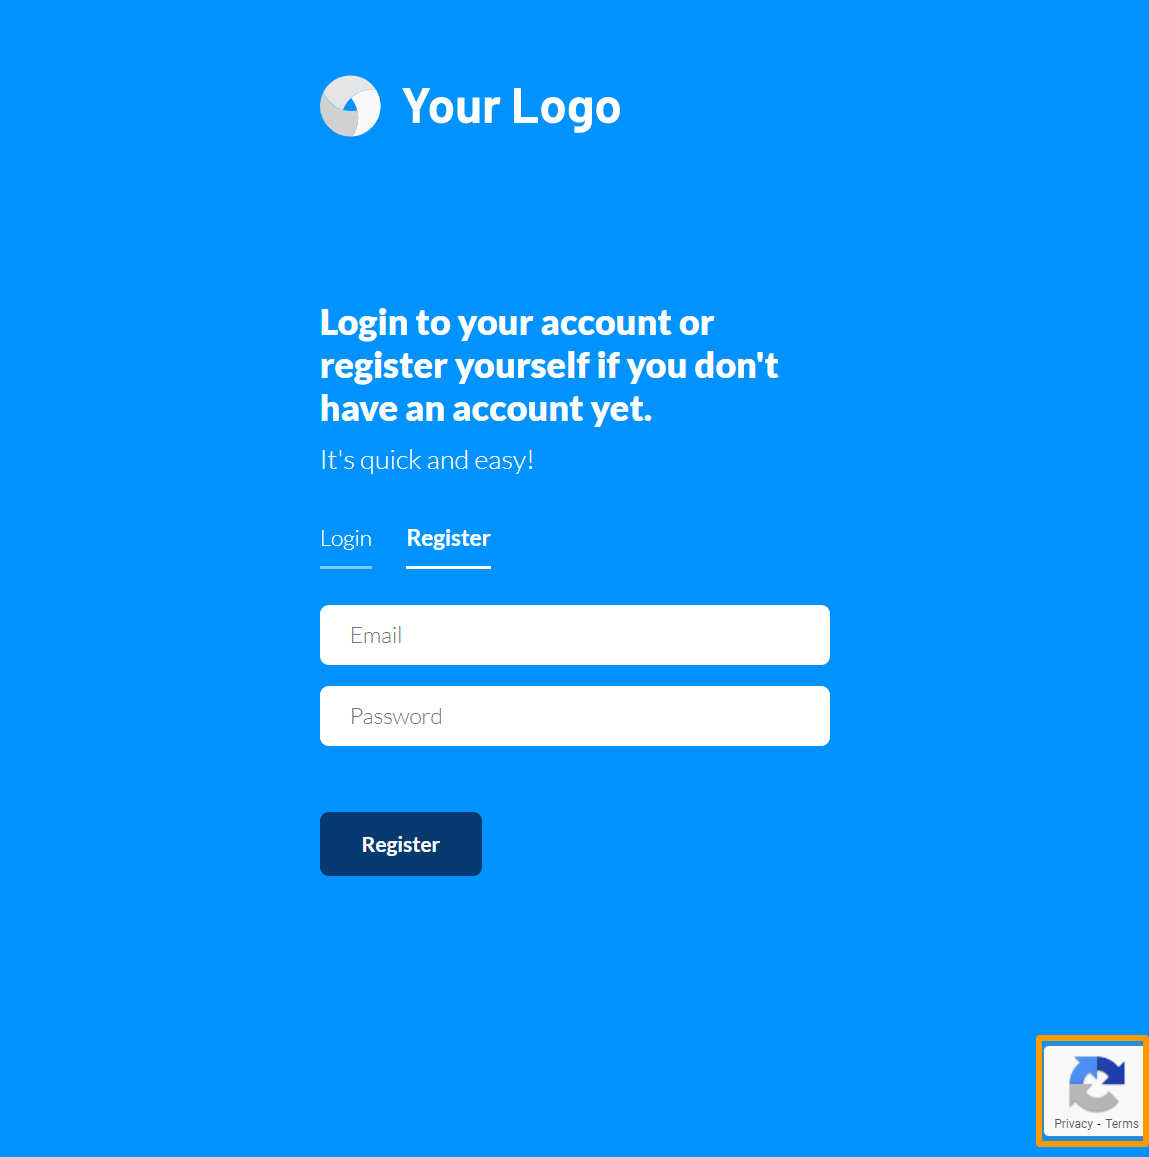 Your Logo
Login to your account or
register yourself if you don't
have an account yet.
It's quick and easy!
Login Register
Email
Password
Register
Privacy - Terms